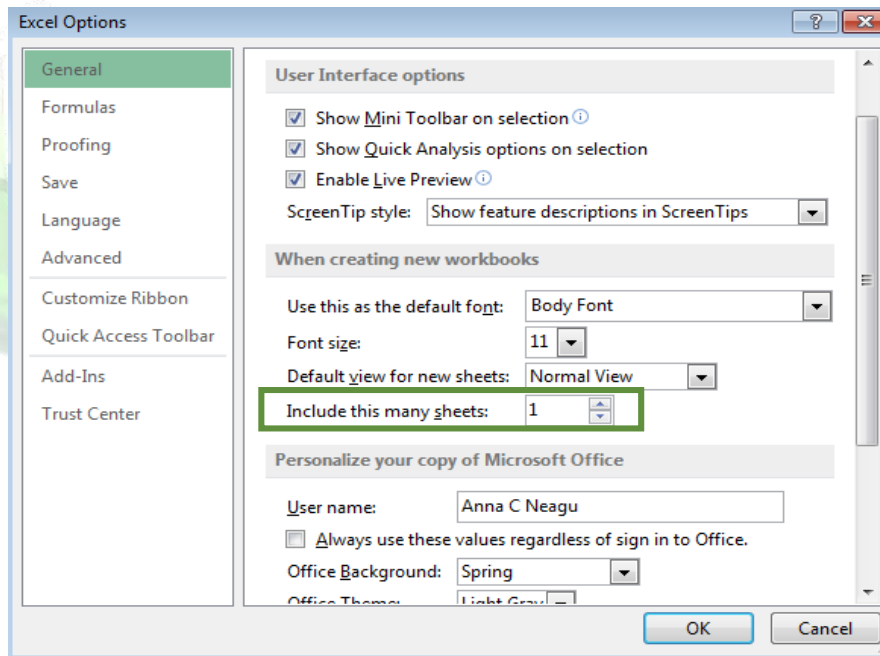 Excel Options
General
Formulas
Proofing
Save
Language
Advanced
Customize Ribbon
Quick Access Toolbar
Add-Ins
Trust Center
User Interface options
Show Mini Toolbar on selection
Show Quick Analysis options on selection
Enable Live Preview
ScreenTip style: Show feature descriptions in ScreenTips
When creating new workbooks
Use this as the default font: Body Font
Font size: 11
Default view for new sheets: Normal View
Include this many sheets: 1
Personalize your copy of Microsoft Office
User name: Anna C Neagu
Always use these values regardless of sign in to Office.
Office Background: Spring
Office Theme: Light Gray
OK Cancel